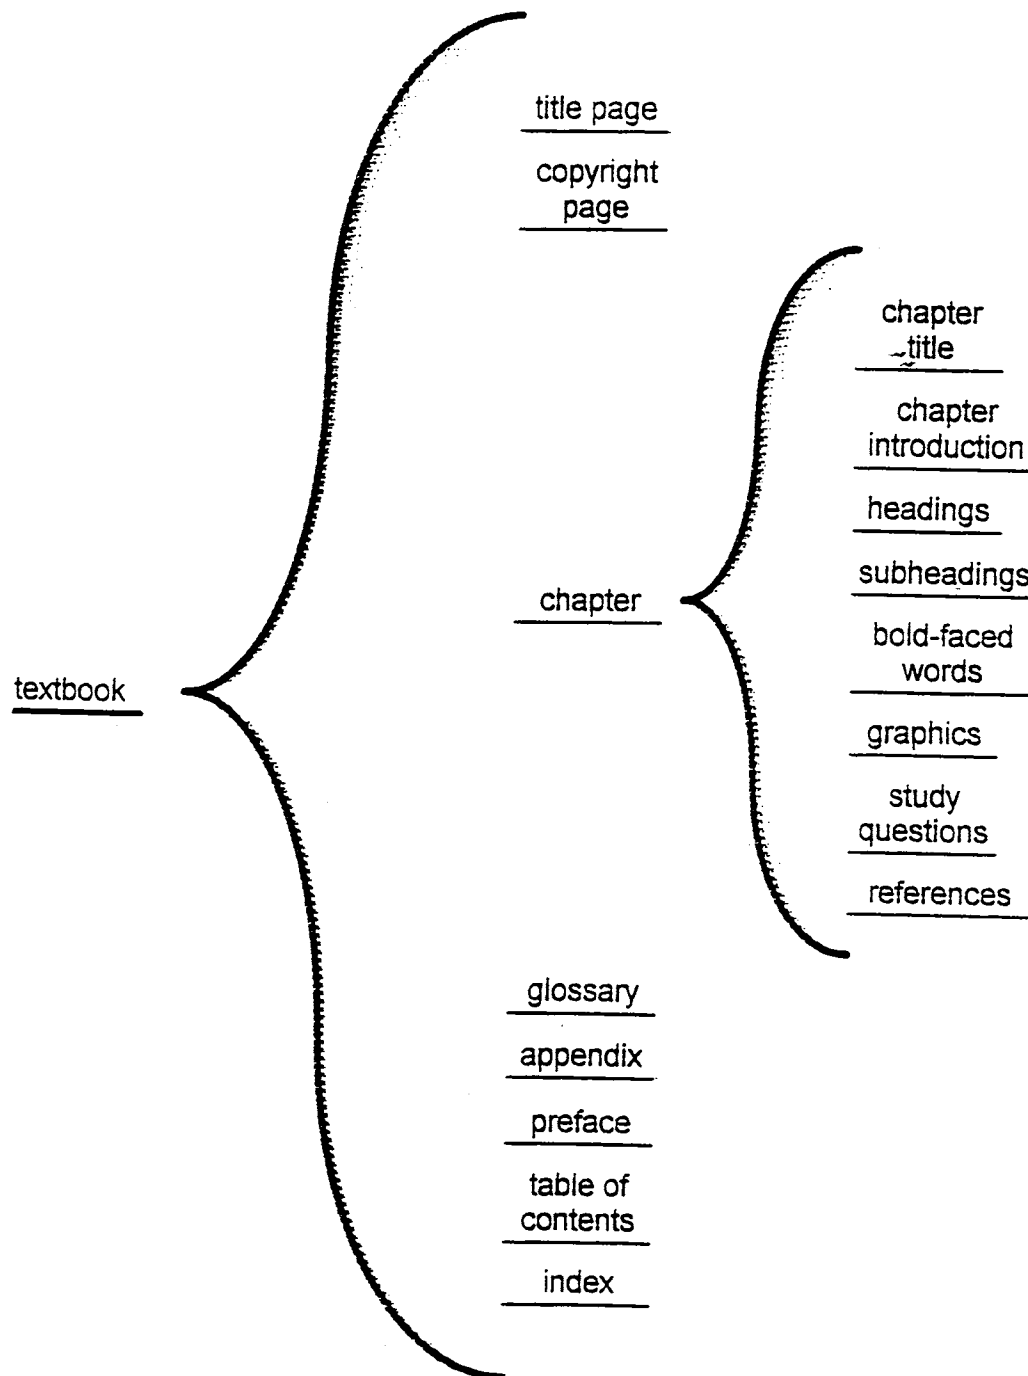 textbook
title page
copyright
page
chapter
glossary
appendix
preface
table of
contents
index
chapter
title
chapter
introduction
headings
subheadings
bold-faced
words
graphics
study
questions
references